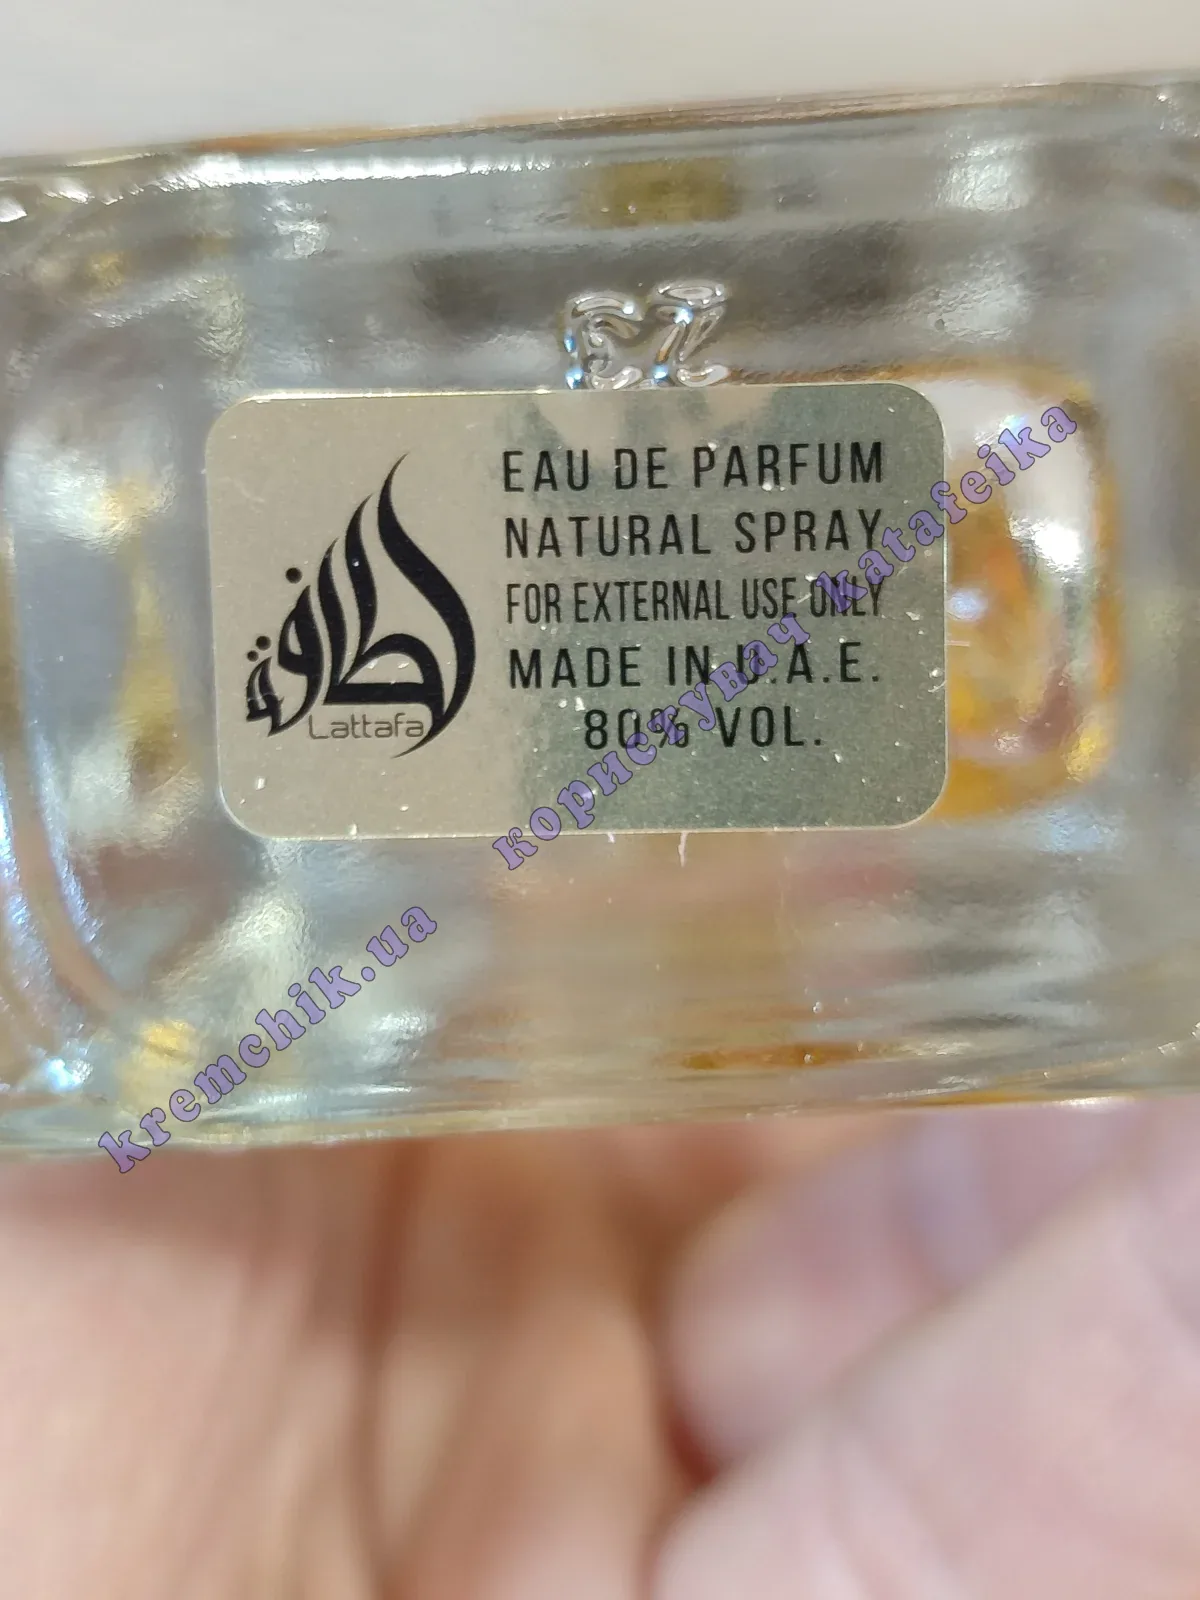 EAU DE PARFUM
NATURAL SPRAY
FOR EXTERNAL USE ONLY
MADE IN U.A.E.
80% VOL.
لطافة
Lattafa
користувач katafeika
kremchik.ua